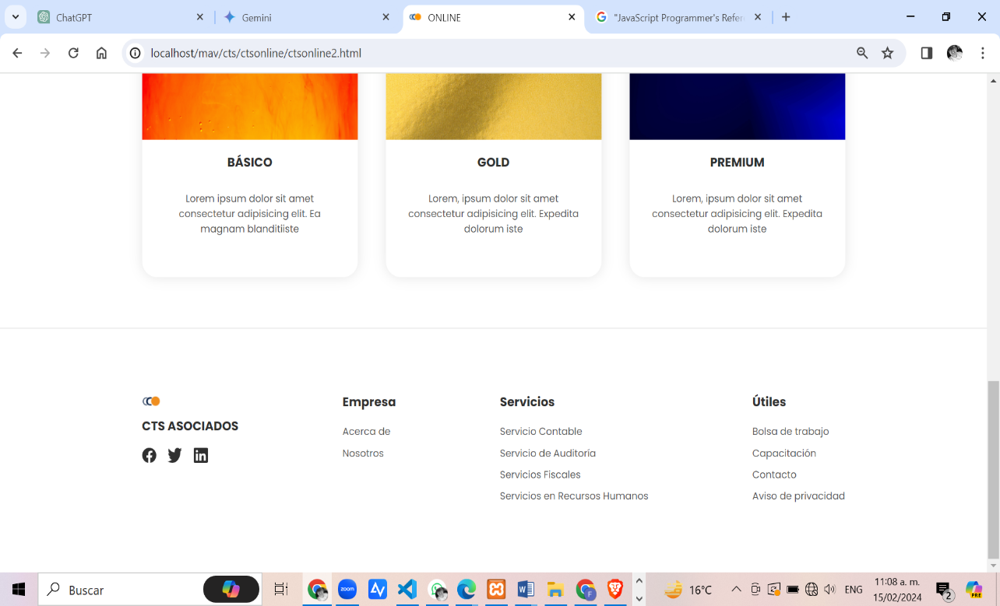 ChatGPT
Gemini
ONLINE
"JavaScript Programmer's Refer
localhost/mav/cts/ctsonline/ctsonline2.html
BÁSICO
Lorem ipsum dolor sit amet
consectetur adipisicing elit. Ea
magnam blanditiiste
GOLD
Lorem, ipsum dolor sit amet
consectetur adipisicing elit. Expedita
dolorum iste
PREMIUM
Lorem, ipsum dolor sit amet
consectetur adipisicing elit. Expedita
dolorum iste
CTS ASOCIADOS
Empresa
Acerca de
Nosotros
Servicios
Servicio Contable
Servicio de Auditoría
Servicios Fiscales
Servicios en Recursos Humanos
Útiles
Bolsa de trabajo
Capacitación
Contacto
Aviso de privacidad
Buscar
zoom
16°C
ENG
11:08 a. m.
15/02/2024
2
PRE